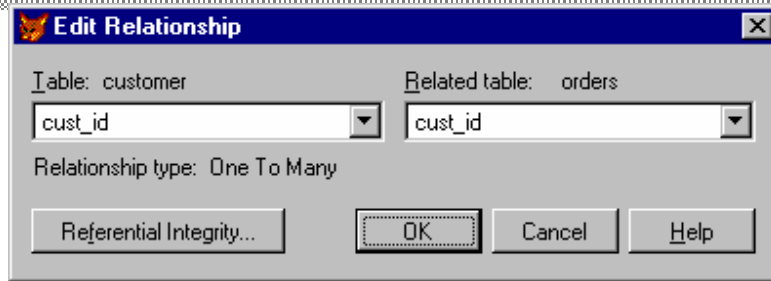 Edit Relationship
Table: customer Related table: orders
cust_id cust_id
Relationship type: One To Many
Referential Integrity... OK Cancel Help